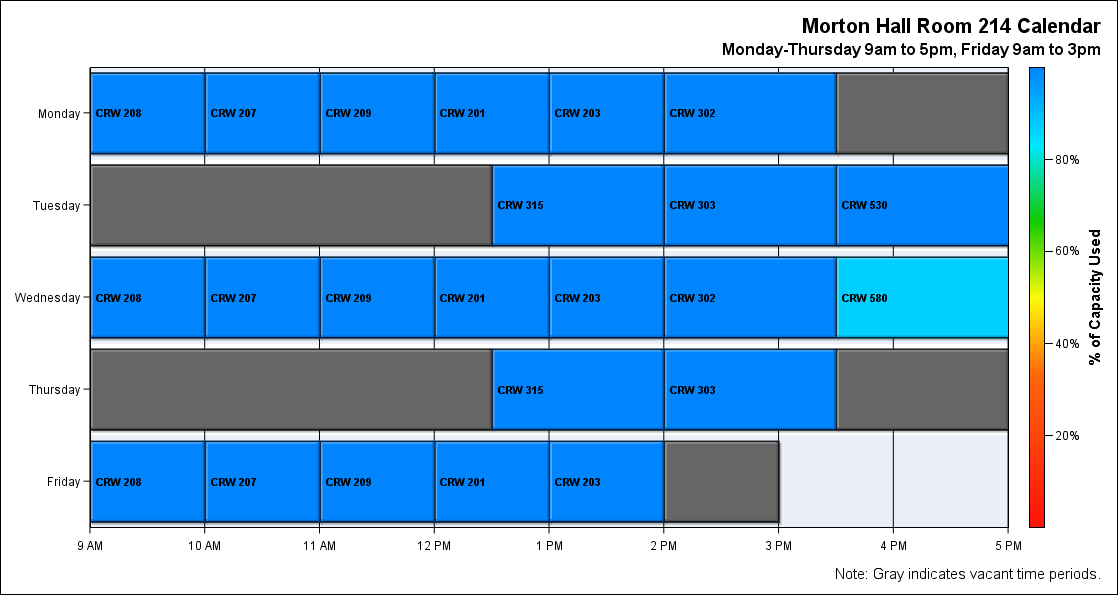 Morton Hall Room 214 Calendar
Monday-Thursday 9am to 5pm, Friday 9am to 3pm
Monday CRW 208 CRW 207 CRW 209 CRW 201 CRW 203 CRW 302
Tuesday CRW 315 CRW 303 CRW 530
Wednesday CRW 208 CRW 207 CRW 209 CRW 201 CRW 203 CRW 302 CRW 580
Thursday CRW 315 CRW 303
Friday CRW 208 CRW 207 CRW 209 CRW 201 CRW 203
9 AM 10 AM 11 AM 12 PM 1 PM 2 PM 3 PM 4 PM 5 PM
80%
60%
40%
20%
% of Capacity Used
Note: Gray indicates vacant time periods.